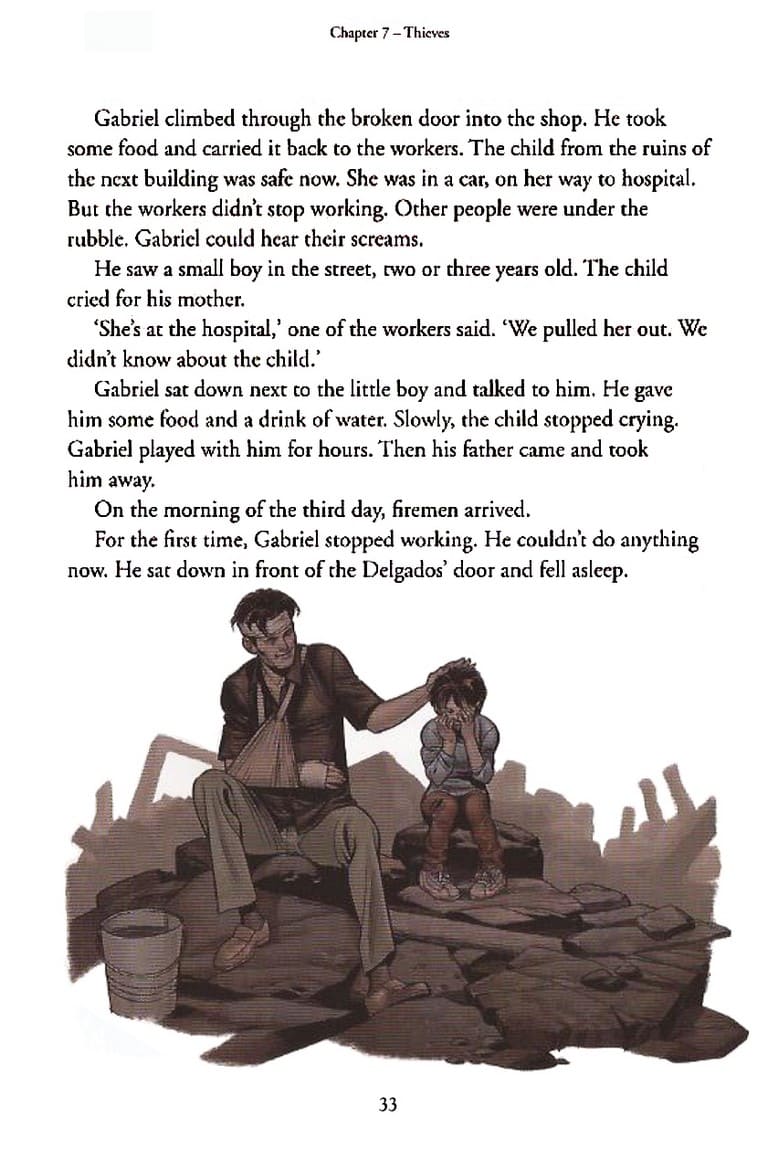 Chapter 7 – Thieves
Gabriel climbed through the broken door into the shop. He took
some food and carried it back to the workers. The child from the ruins of
the next building was safe now. She was in a car, on her way to hospital.
But the workers didn't stop working. Other people were under the
rubble. Gabriel could hear their screams.
He saw a small boy in the street, two or three years old. The child
cried for his mother.
‘She's at the hospital,’ one of the workers said. ‘We pulled her out. We
didn't know about the child.’
Gabriel sat down next to the little boy and talked to him. He gave
him some food and a drink of water. Slowly, the child stopped crying.
Gabriel played with him for hours. Then his father came and took
him away.
On the morning of the third day, firemen arrived.
For the first time, Gabriel stopped working. He couldn't do anything
now. He sat down in front of the Delgados’ door and fell asleep.
33